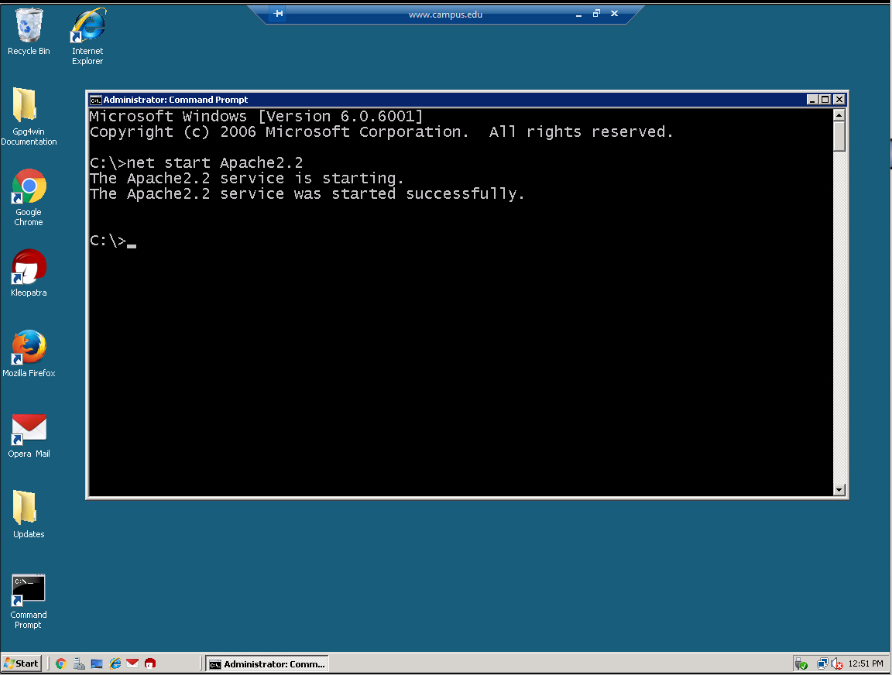 www.campus.edu
Recycle Bin
Internet
Explorer
Gpg4win
Documentation
Google
Chrome
Kleopatra
Mozilla Firefox
Opera Mail
Updates
Command
Prompt
Administrator: Command Prompt
Microsoft Windows [Version 6.0.6001]
Copyright (c) 2006 Microsoft Corporation.  All rights reserved.
C:\>net start Apache2.2
The Apache2.2 service is starting.
The Apache2.2 service was started successfully.
C:\>_
Start
Administrator: Comm...
12:51 PM